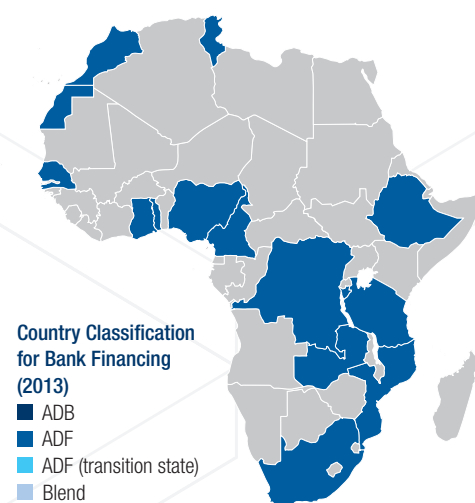 Country Classification
for Bank Financing
(2013)
ADB
ADF
ADF (transition state)
Blend